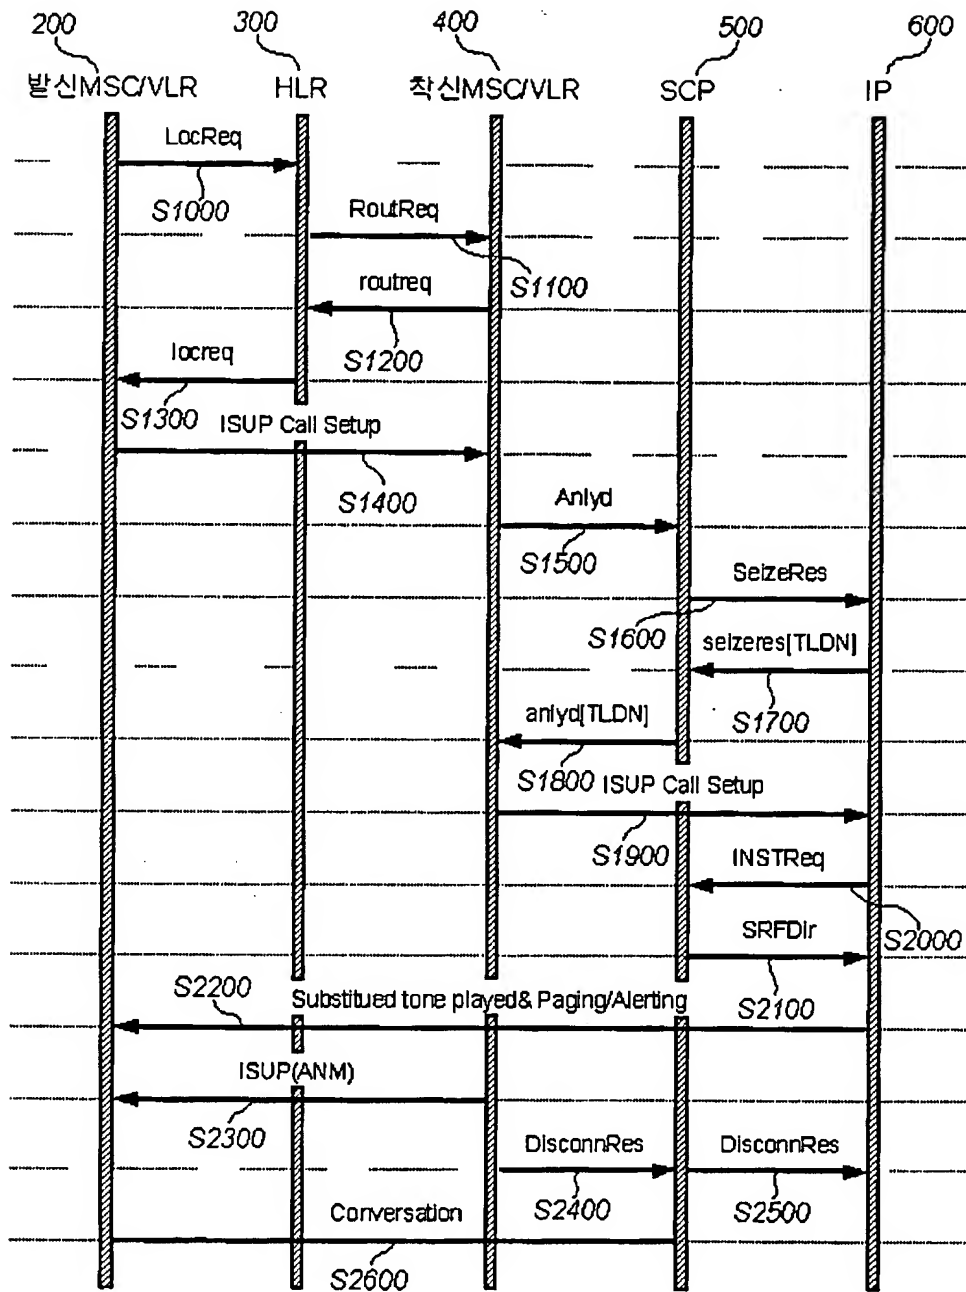 200 300 400 500 600
발신MSC/VLR HLR 착신MSC/VLR SCP IP
LocReq
S1000
RoutReq
S1100
routreq
S1200
locreq
S1300
ISUP Call Setup
S1400
Anlyd
S1500
SeizeRes
S1600
seizeres[TLDN]
S1700
anlyd[TLDN]
S1800
ISUP Call Setup
S1900
INSTReq
S2000
SRFDir
S2100
S2200
Substitued tone played& Paging/Alerting
ISUP(ANM)
S2300
DisconnRes DisconnRes
S2400 S2500
Conversation
S2600